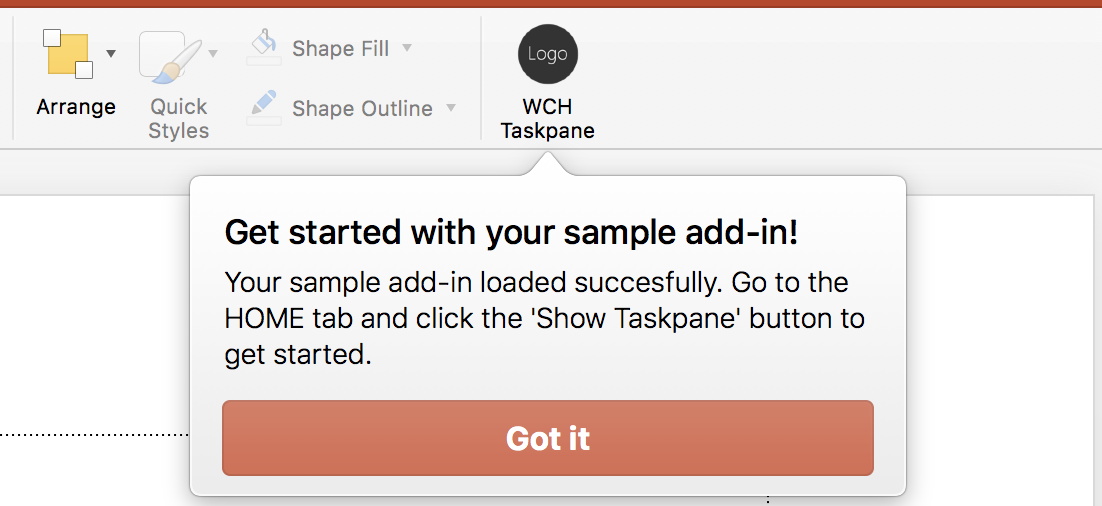 Arrange
Quick
Styles
Shape Fill
Shape Outline
Logo
WCH
Taskpane
Get started with your sample add-in!
Your sample add-in loaded succesfully. Go to the
HOME tab and click the 'Show Taskpane' button to
get started.
Got it